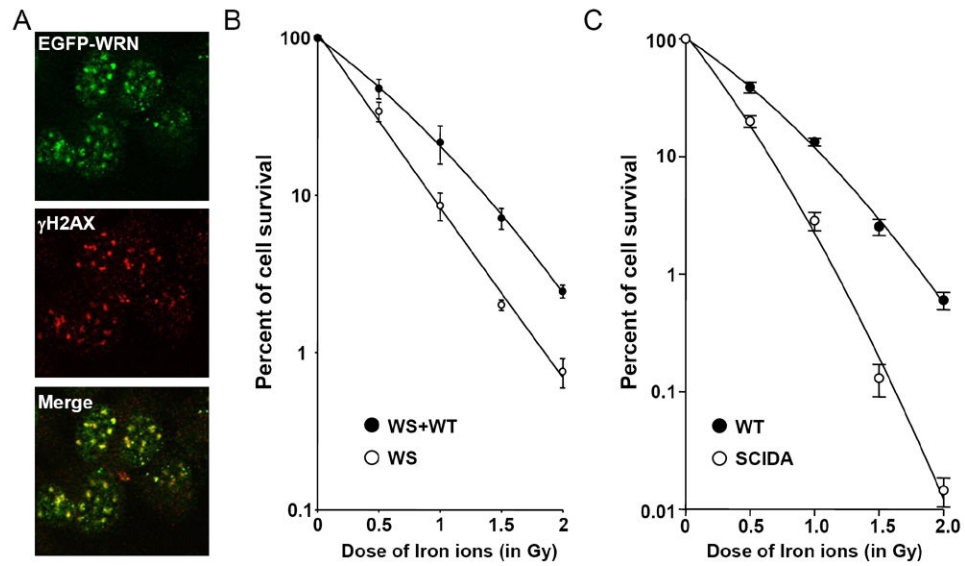 A
EGFP-WRN
γH2AX
Merge
B
Percent of cell survival
100
10
1
0.1
0
0.5
1
1.5
2
Dose of Iron ions (in Gy)
WS+WT
WS
C
Percent of cell survival
100
10
1
0.1
0.01
0
0.5
1.0
1.5
2.0
Dose of Iron ions (in Gy)
WT
SCIDA